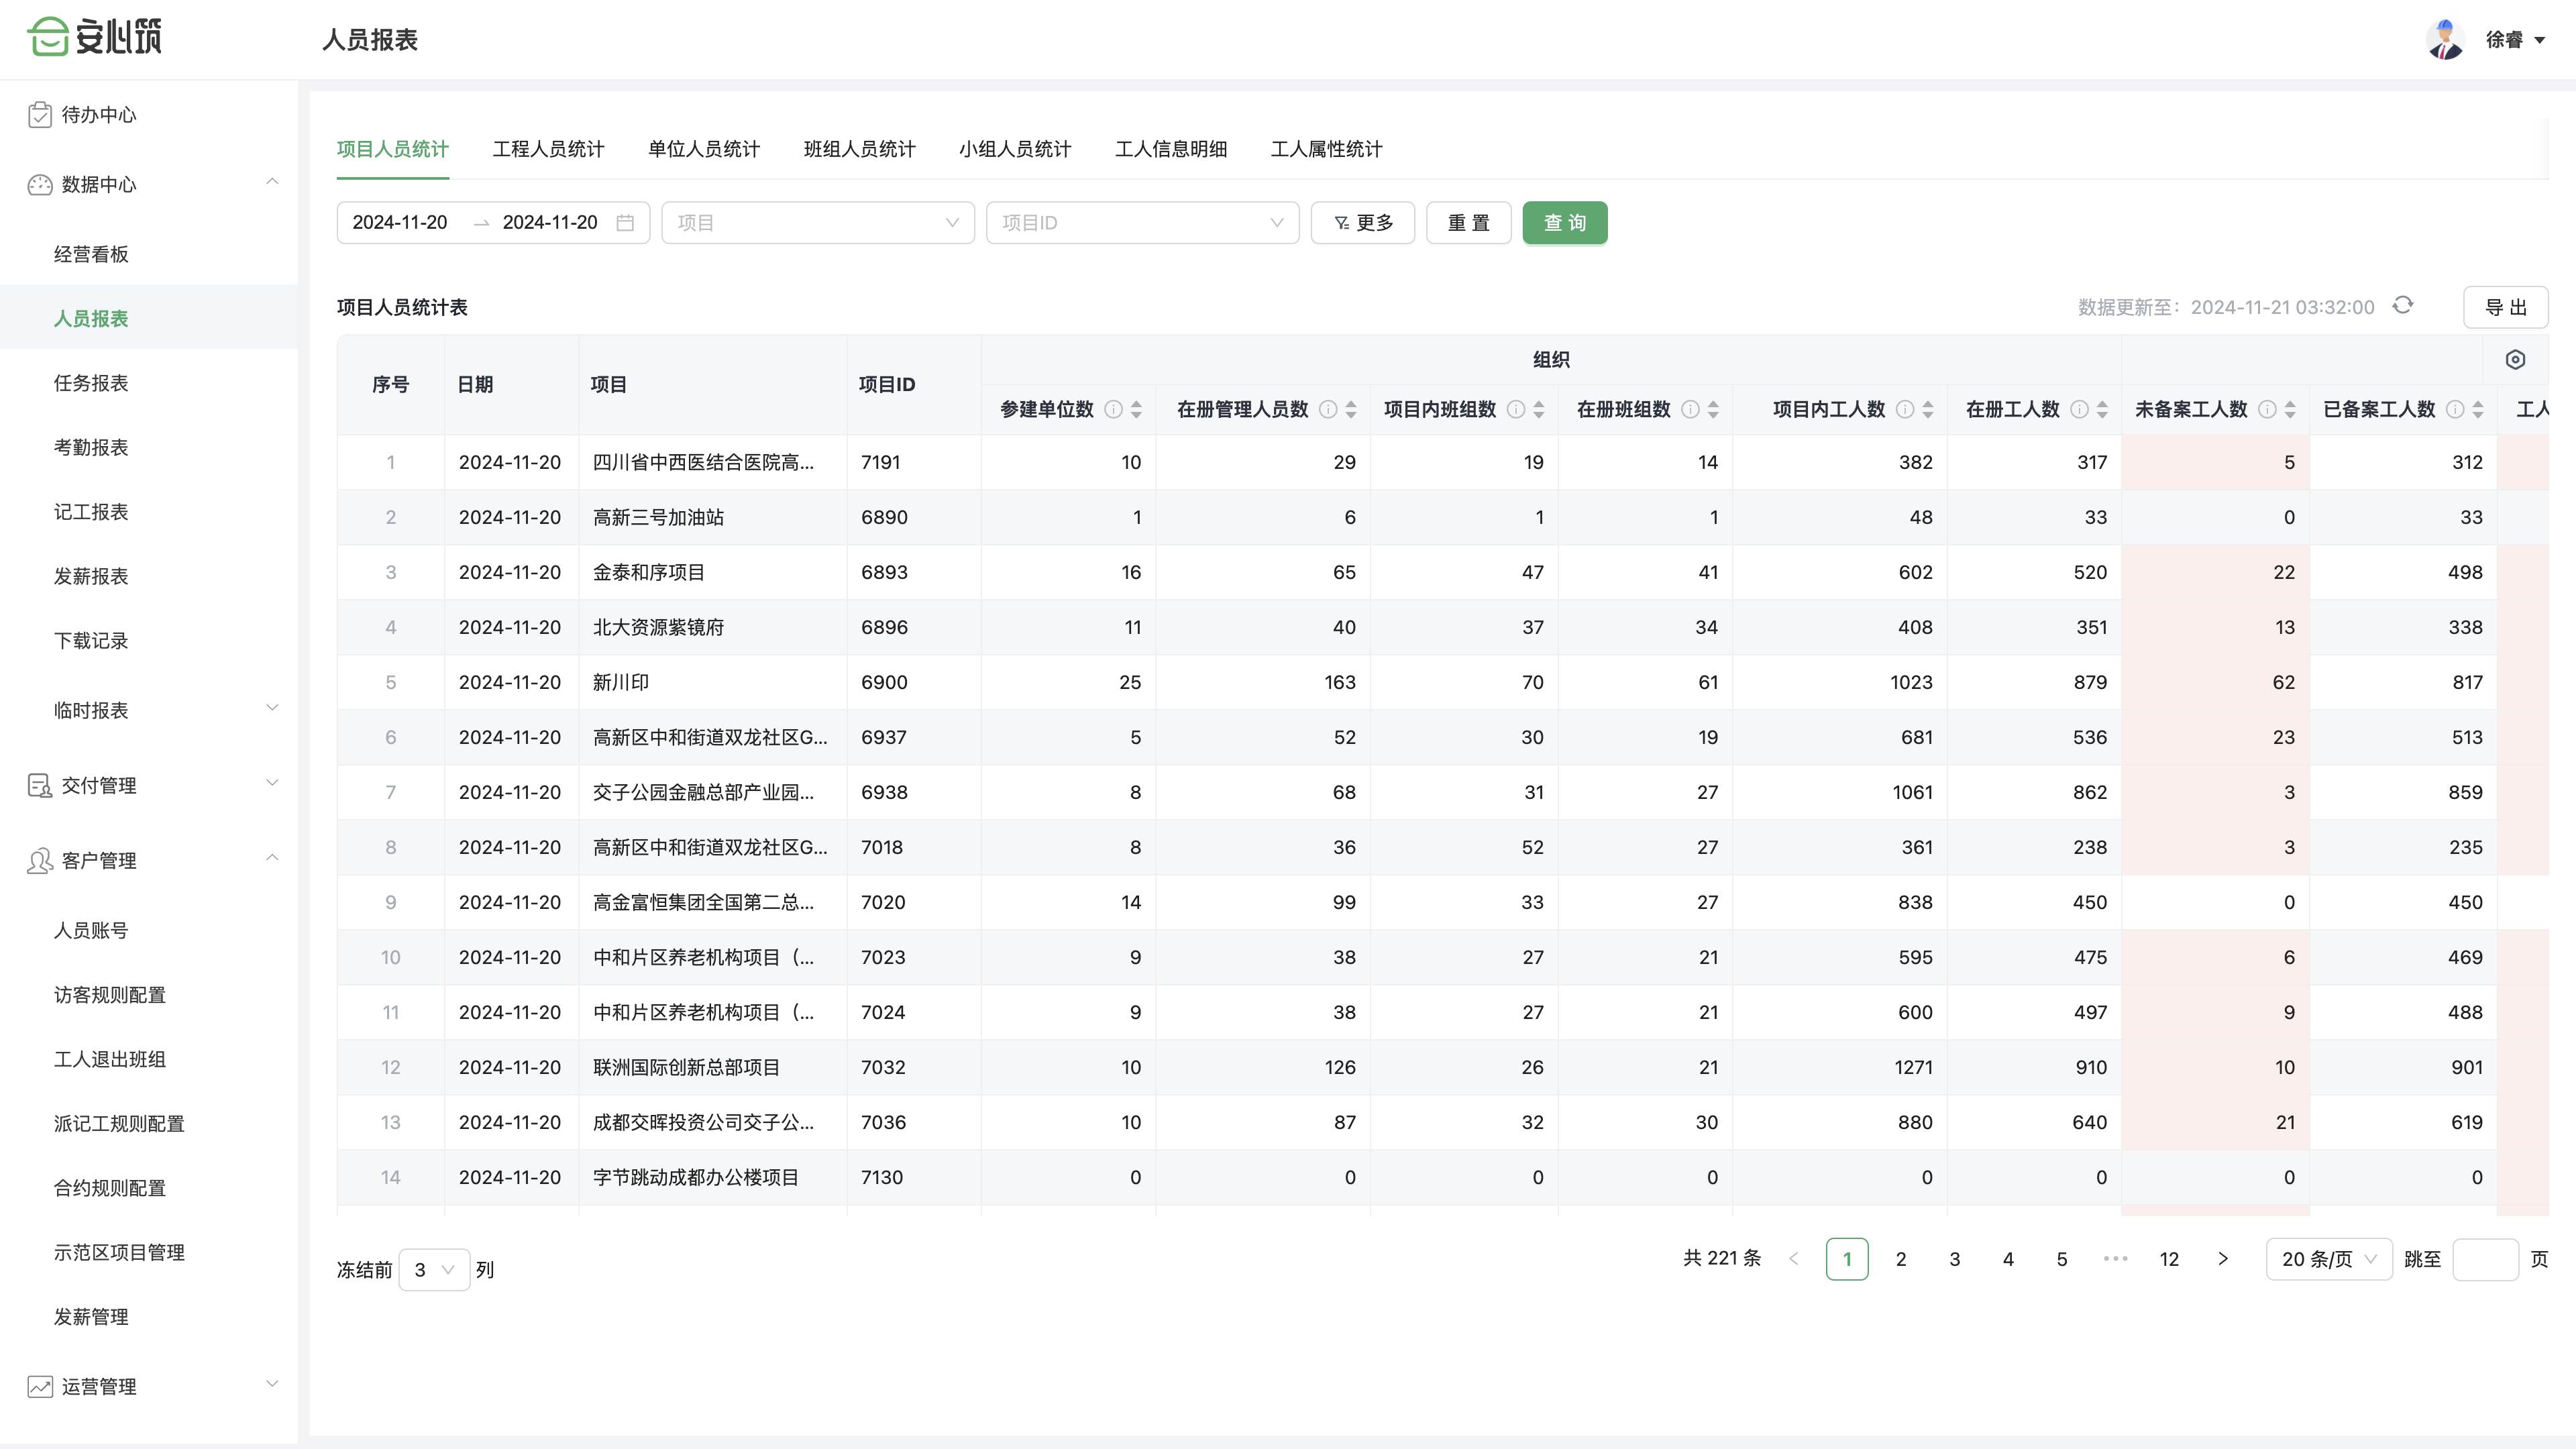 安心筑
人员报表
徐睿
待办中心
数据中心
经营看板
人员报表
任务报表
考勤报表
记工报表
发薪报表
下载记录
临时报表
交付管理
客户管理
人员账号
访客规则配置
工人退出班组
派记工规则配置
合约规则配置
示范区项目管理
发薪管理
运营管理
项目人员统计 工程人员统计 单位人员统计 班组人员统计 小组人员统计 工人信息明细 工人属性统计
2024-11-20 → 2024-11-20 项目 项目ID 更多 重 置 查 询
项目人员统计表 数据更新至：2024-11-21 03:32:00 导 出
组织
序号 日期 项目 项目ID 参建单位数 在册管理人员数 项目内班组数 在册班组数 项目内工人数 在册工人数 未备案工人数 已备案工人数 工人
1 2024-11-20 四川省中西医结合医院高... 7191 10 29 19 14 382 317 5 312
2 2024-11-20 高新三号加油站 6890 1 6 1 1 48 33 0 33
3 2024-11-20 金泰和序项目 6893 16 65 47 41 602 520 22 498
4 2024-11-20 北大资源紫镜府 6896 11 40 37 34 408 351 13 338
5 2024-11-20 新川印 6900 25 163 70 61 1023 879 62 817
6 2024-11-20 高新区中和街道双龙社区G... 6937 5 52 30 19 681 536 23 513
7 2024-11-20 交子公园金融总部产业园... 6938 8 68 31 27 1061 862 3 859
8 2024-11-20 高新区中和街道双龙社区G... 7018 8 36 52 27 361 238 3 235
9 2024-11-20 高金富恒集团全国第二总... 7020 14 99 33 27 838 450 0 450
10 2024-11-20 中和片区养老机构项目（... 7023 9 38 27 21 595 475 6 469
11 2024-11-20 中和片区养老机构项目（... 7024 9 38 27 21 600 497 9 488
12 2024-11-20 联洲国际创新总部项目 7032 10 126 26 21 1271 910 10 901
13 2024-11-20 成都交晖投资公司交子公... 7036 10 87 32 30 880 640 21 619
14 2024-11-20 字节跳动成都办公楼项目 7130 0 0 0 0 0 0 0 0
冻结前 3 列
共 221 条 < 1 2 3 4 5 ••• 12 > 20 条/页 跳至 页